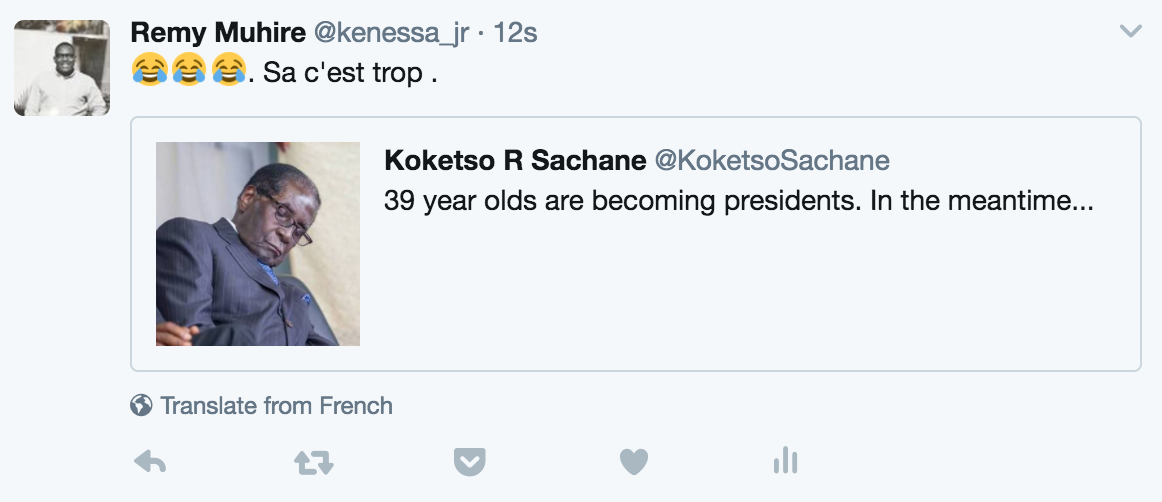 Remy Muhire @kenessa_jr · 12s
😂😂😂. Sa c'est trop .
Koketso R Sachane @KoketsoSachane
39 year olds are becoming presidents. In the meantime...
Translate from French